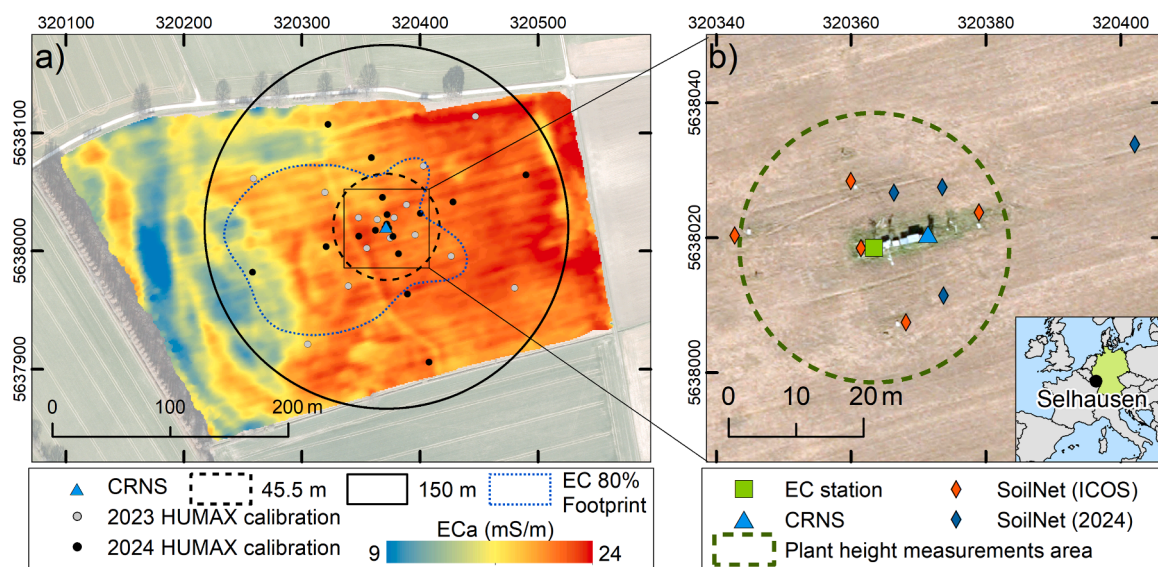 320100 320200 320300 320400 320500
320340 320360 320380 320400
a)
b)
5638100
5638000
5637900
5638040
5638020
5638000
0 100 200 m
0 10 20 m
Selhausen
CRNS
45.5 m
150 m
EC 80%
Footprint
2023 HUMAX calibration
2024 HUMAX calibration
ECa (mS/m)
9
24
EC station
SoilNet (ICOS)
CRNS
SoilNet (2024)
Plant height measurements area